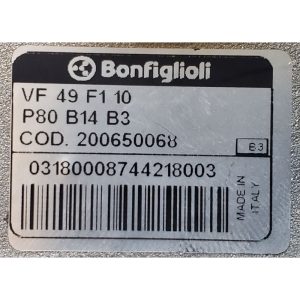 Bonfiglioli
VF 49 F1 10
P80 B14 B3
COD. 200650068
B3
03180008744218003
MADE IN
ITALY